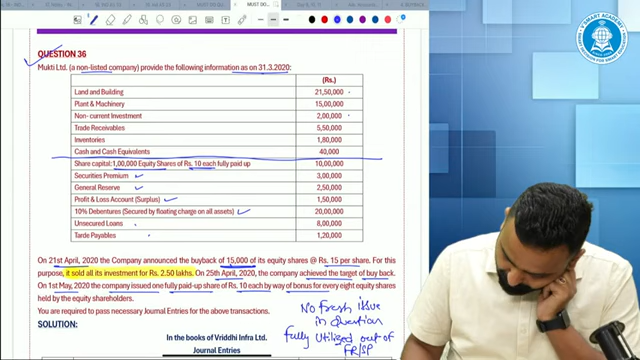 QUESTION 36
Mukti Ltd. (a non-listed company) provide the following information as on 31.3.2020:
(Rs.)
Land and Building 21,50,000
Plant & Machinery 15,00,000
Non- current Investment 2,00,000
Trade Receivables 5,50,000
Inventories 1,80,000
Cash and Cash Equivalents 40,000
Share capital: 1,00,000 Equity Shares of Rs. 10 each fully paid up 10,00,000
Securities Premium 3,00,000
General Reserve 2,50,000
Profit & Loss Account (Surplus) 1,50,000
10% Debentures (Secured by floating charge on all assets) 20,00,000
Unsecured Loans 8,00,000
Tarde Payables 1,20,000
On 21st April, 2020 the Company announced the buyback of 15,000 of its equity shares @ Rs. 15 per share. For this
purpose, it sold all its investment for Rs. 2.50 lakhs. On 25th April, 2020, the company achieved the target of buy back.
On 1st May, 2020 the company issued one fully paid-up share of Rs. 10 each by way of bonus for every eight equity shares
held by the equity shareholders.
You are required to pass necessary Journal Entries for the above transactions.
No fresh issue
in question
fully utilized out of
FR/SP
SOLUTION:
In the books of Vriddhi Infra Ltd.
Journal Entries
V SMART ACADEMY